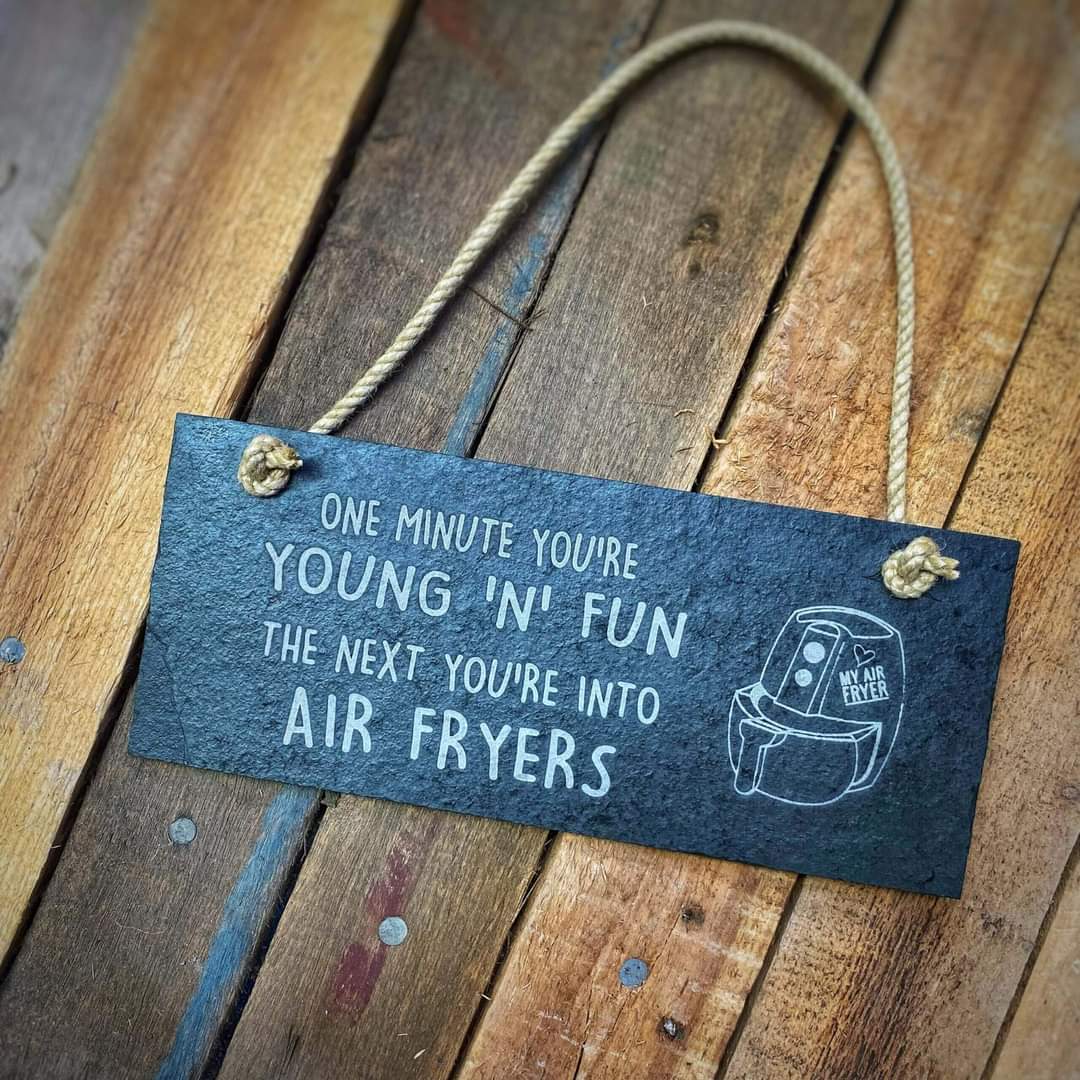 ONE MINUTE YOU'RE
YOUNG 'N' FUN
THE NEXT YOU'RE INTO
AIR FRYERS
MY AIR
FRYER